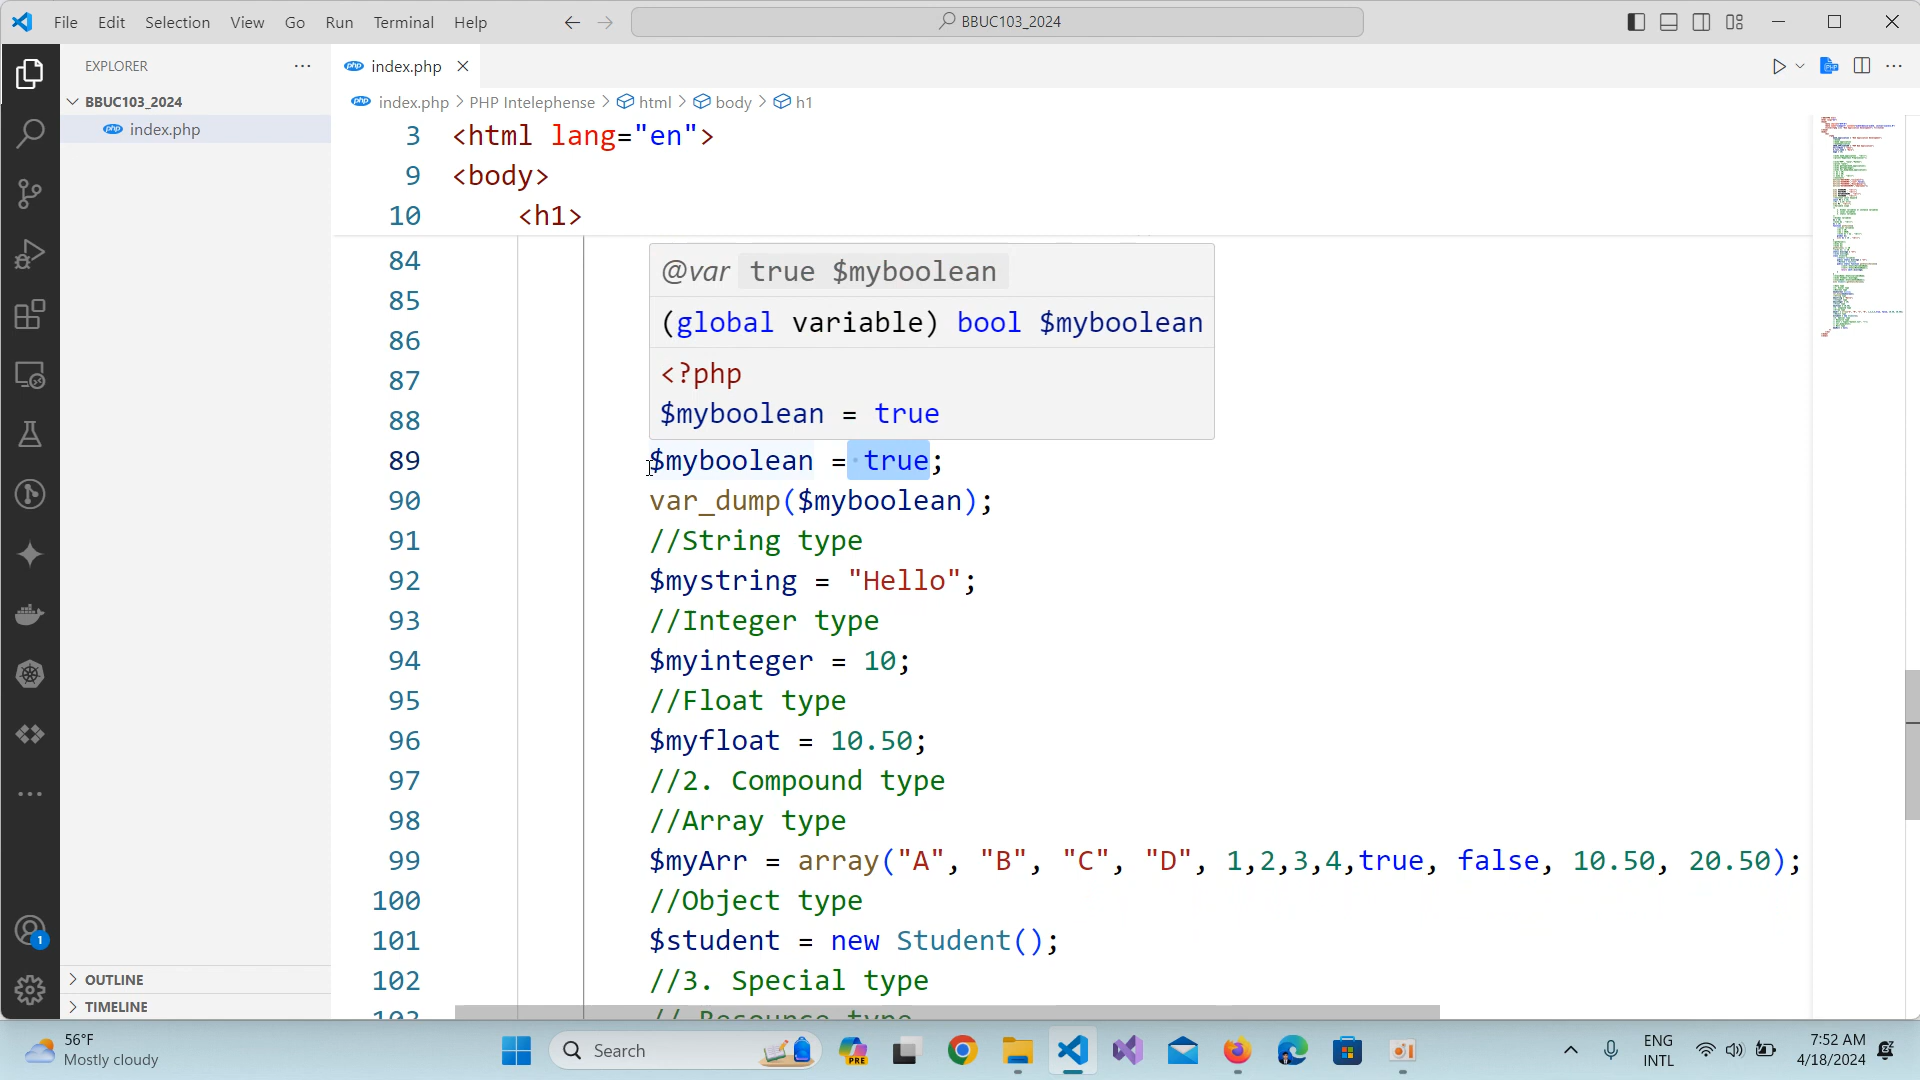 File Edit Selection View Go Run Terminal Help
BBUC103_2024
EXPLORER
index.php
BBUC103_2024
index.php
index.php > PHP Intelephense > html > body > h1
3 <html lang="en">
9 <body>
10 <h1>
84
85
86
87
88
@var true $myboolean
(global variable) bool $myboolean
<?php
$myboolean = true
89 $myboolean = true;
90 var_dump($myboolean);
91 //String type
92 $mystring = "Hello";
93 //Integer type
94 $myinteger = 10;
95 //Float type
96 $myfloat = 10.50;
97 //2. Compound type
98 //Array type
99 $myArr = array("A", "B", "C", "D", 1,2,3,4,true, false, 10.50, 20.50);
100 //Object type
101 $student = new Student();
102 //3. Special type
103 // Resource type
OUTLINE
TIMELINE
1
56°F
Mostly cloudy
Search
PRE
ENG
INTL
7:52 AM
4/18/2024